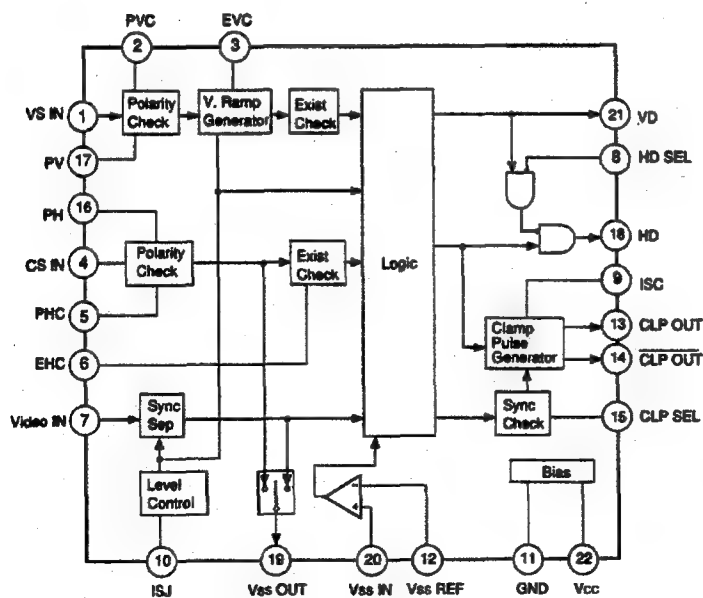 PVC
EVC
2
3
VS IN
1
Polarity
Check
V. Ramp
Generator
Exist
Check
21
VD
PV
17
8
HD SEL
PH
16
CS IN
4
Polarity
Check
Exist
Check
Logic
18
HD
9
ISC
PHC
5
Clamp
Pulse
Generator
13
CLP OUT
EHC
6
14
CLP OUT
Video IN
7
Sync
Sep
Sync
Check
15
CLP SEL
Level
Control
-
+
Bias
10
19
20
12
11
22
ISJ
Vss OUT
Vss IN
Vss REF
GND
Vcc